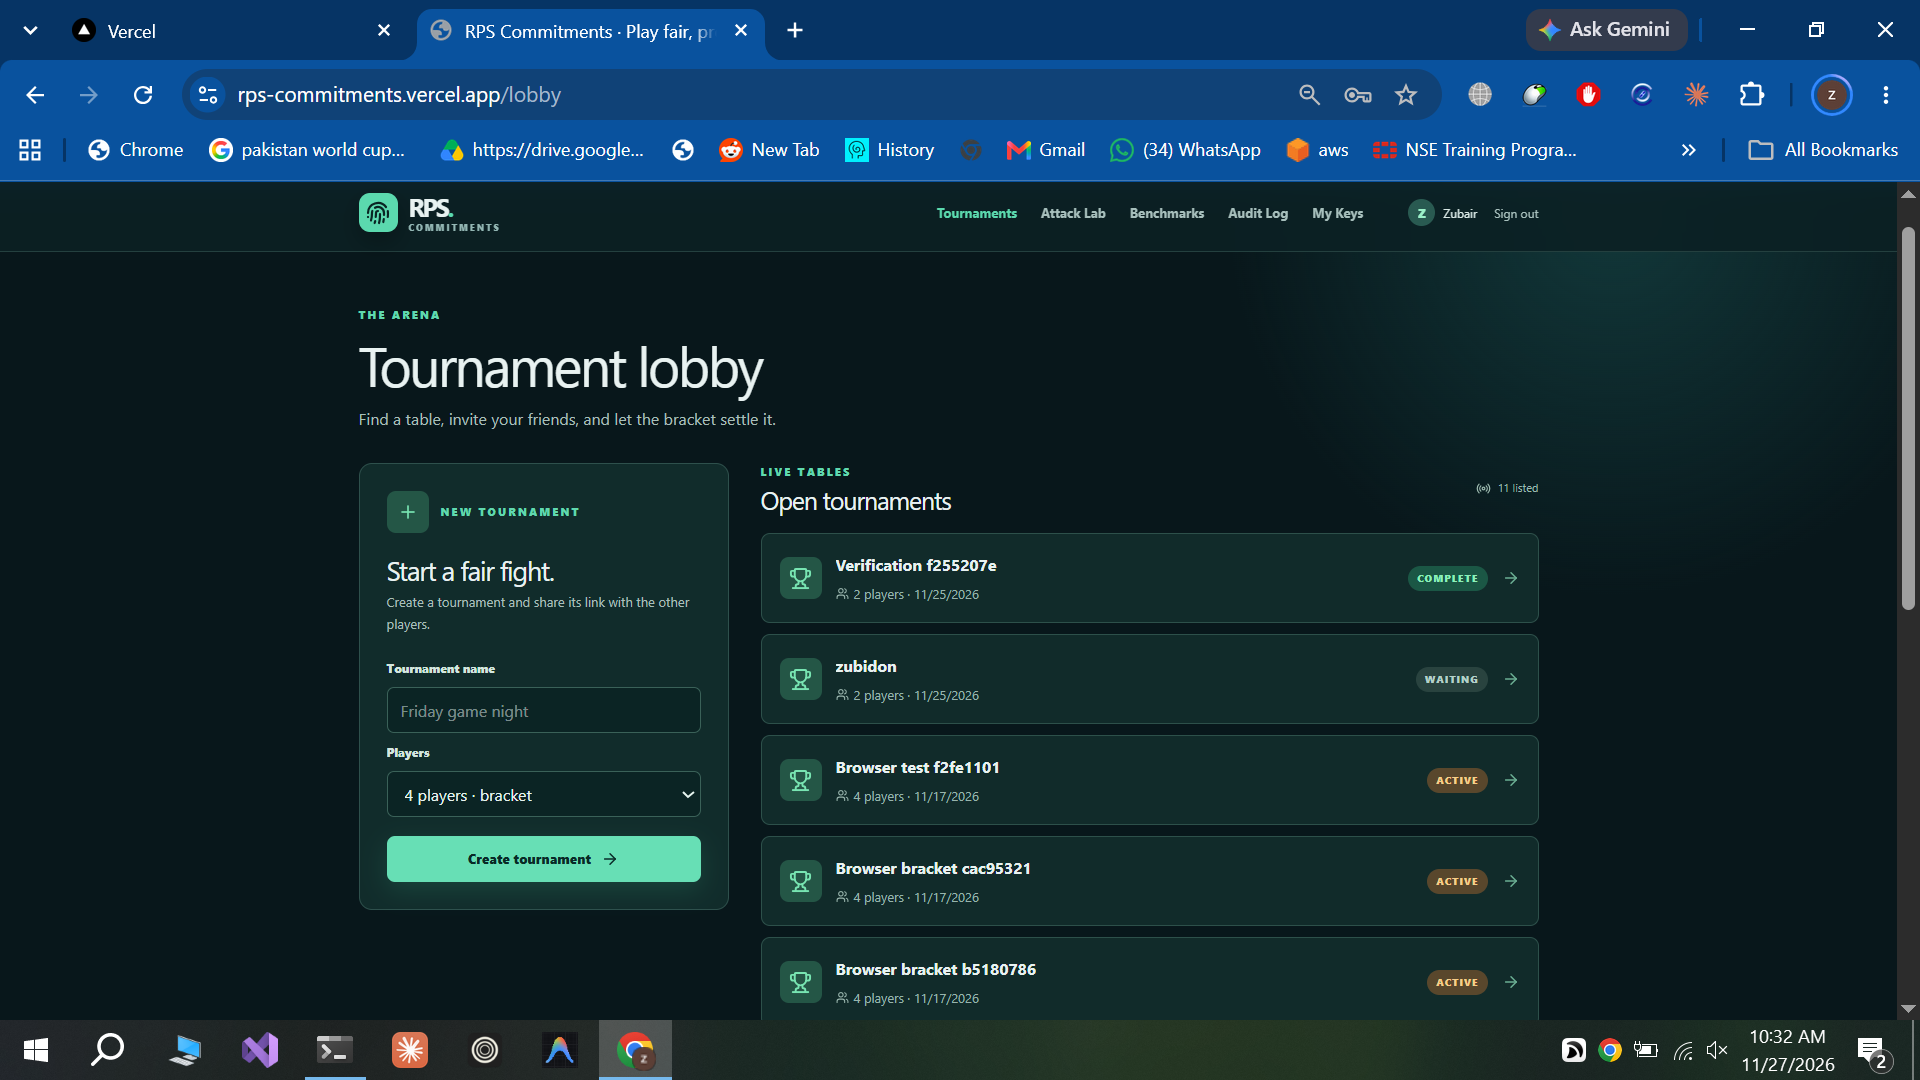 Vercel
RPS Commitments · Play fair, pr
Ask Gemini
rps-commitments.vercel.app/lobby
Z
Chrome
pakistan world cup...
https://drive.google...
New Tab
History
Gmail
(34) WhatsApp
aws
NSE Training Progra...
All Bookmarks
RPS.
COMMITMENTS
Tournaments
Attack Lab
Benchmarks
Audit Log
My Keys
Z
Zubair
Sign out
THE ARENA
Tournament lobby
Find a table, invite your friends, and let the bracket settle it.
NEW TOURNAMENT
Start a fair fight.
Create a tournament and share its link with the other
players.
Tournament name
Friday game night
Players
4 players · bracket
Create tournament
LIVE TABLES
Open tournaments
11 listed
Verification f255207e
2 players · 11/25/2026
COMPLETE
zubidon
2 players · 11/25/2026
WAITING
Browser test f2fe1101
4 players · 11/17/2026
ACTIVE
Browser bracket cac95321
4 players · 11/17/2026
ACTIVE
Browser bracket b5180786
4 players · 11/17/2026
ACTIVE
z
10:32 AM
11/27/2026
2